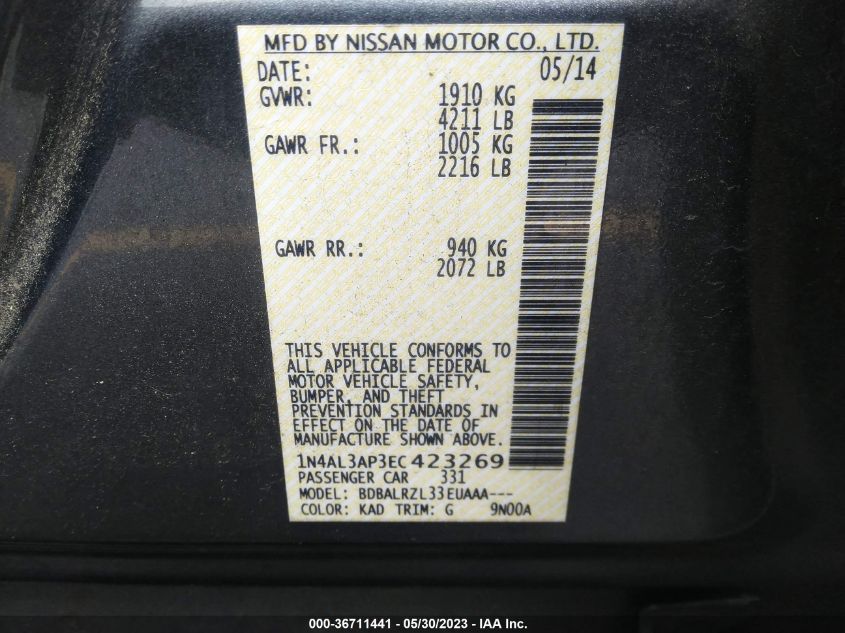 MFD BY NISSAN MOTOR CO., LTD.
DATE: 05/14
GVWR: 1910 KG
4211 LB
GAWR FR.: 1005 KG
2216 LB
GAWR RR.: 940 KG
2072 LB
THIS VEHICLE CONFORMS TO
ALL APPLICABLE FEDERAL
MOTOR VEHICLE SAFETY,
BUMPER, AND THEFT
PREVENTION STANDARDS IN
EFFECT ON THE DATE OF
MANUFACTURE SHOWN ABOVE.
1N4AL3AP3EC423269
PASSENGER CAR 331
MODEL: BDBALRZL33EUAAA---
COLOR: KAD TRIM: G 9N00A
000-36711441 - 05/30/2023 - IAA Inc.